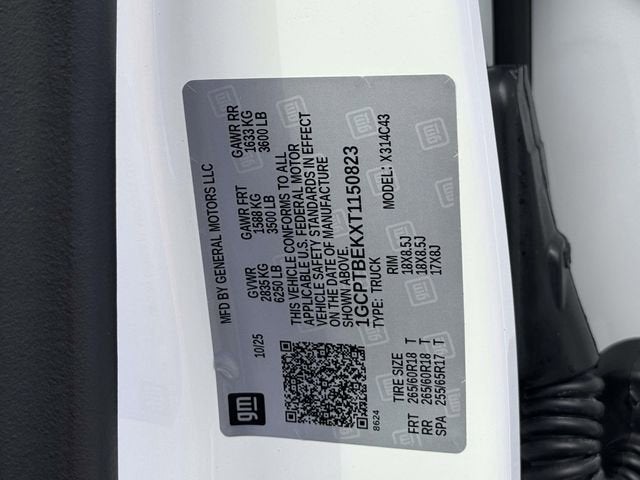 MFD BY GENERAL MOTORS LLC
10/25
GVWR GAWR FRT GAWR RR
2835KG 1588 KG 1633 KG
6250 LB 3500 LB 3600 LB
THIS VEHICLE CONFORMS TO ALL
APPLICABLE U.S. FEDERAL MOTOR
VEHICLE SAFETY STANDARDS IN EFFECT
ON THE DATE OF MANUFACTURE
SHOWN ABOVE.
1GCPTBEKXT1150823
TYPE: TRUCK MODEL: X314C43
gm
8624
TIRE SIZE RIM
FRT 265/60R18 T 18X8.5J
RR 265/60R18 T 18X8.5J
SPA 255/65R17 T 17X8J